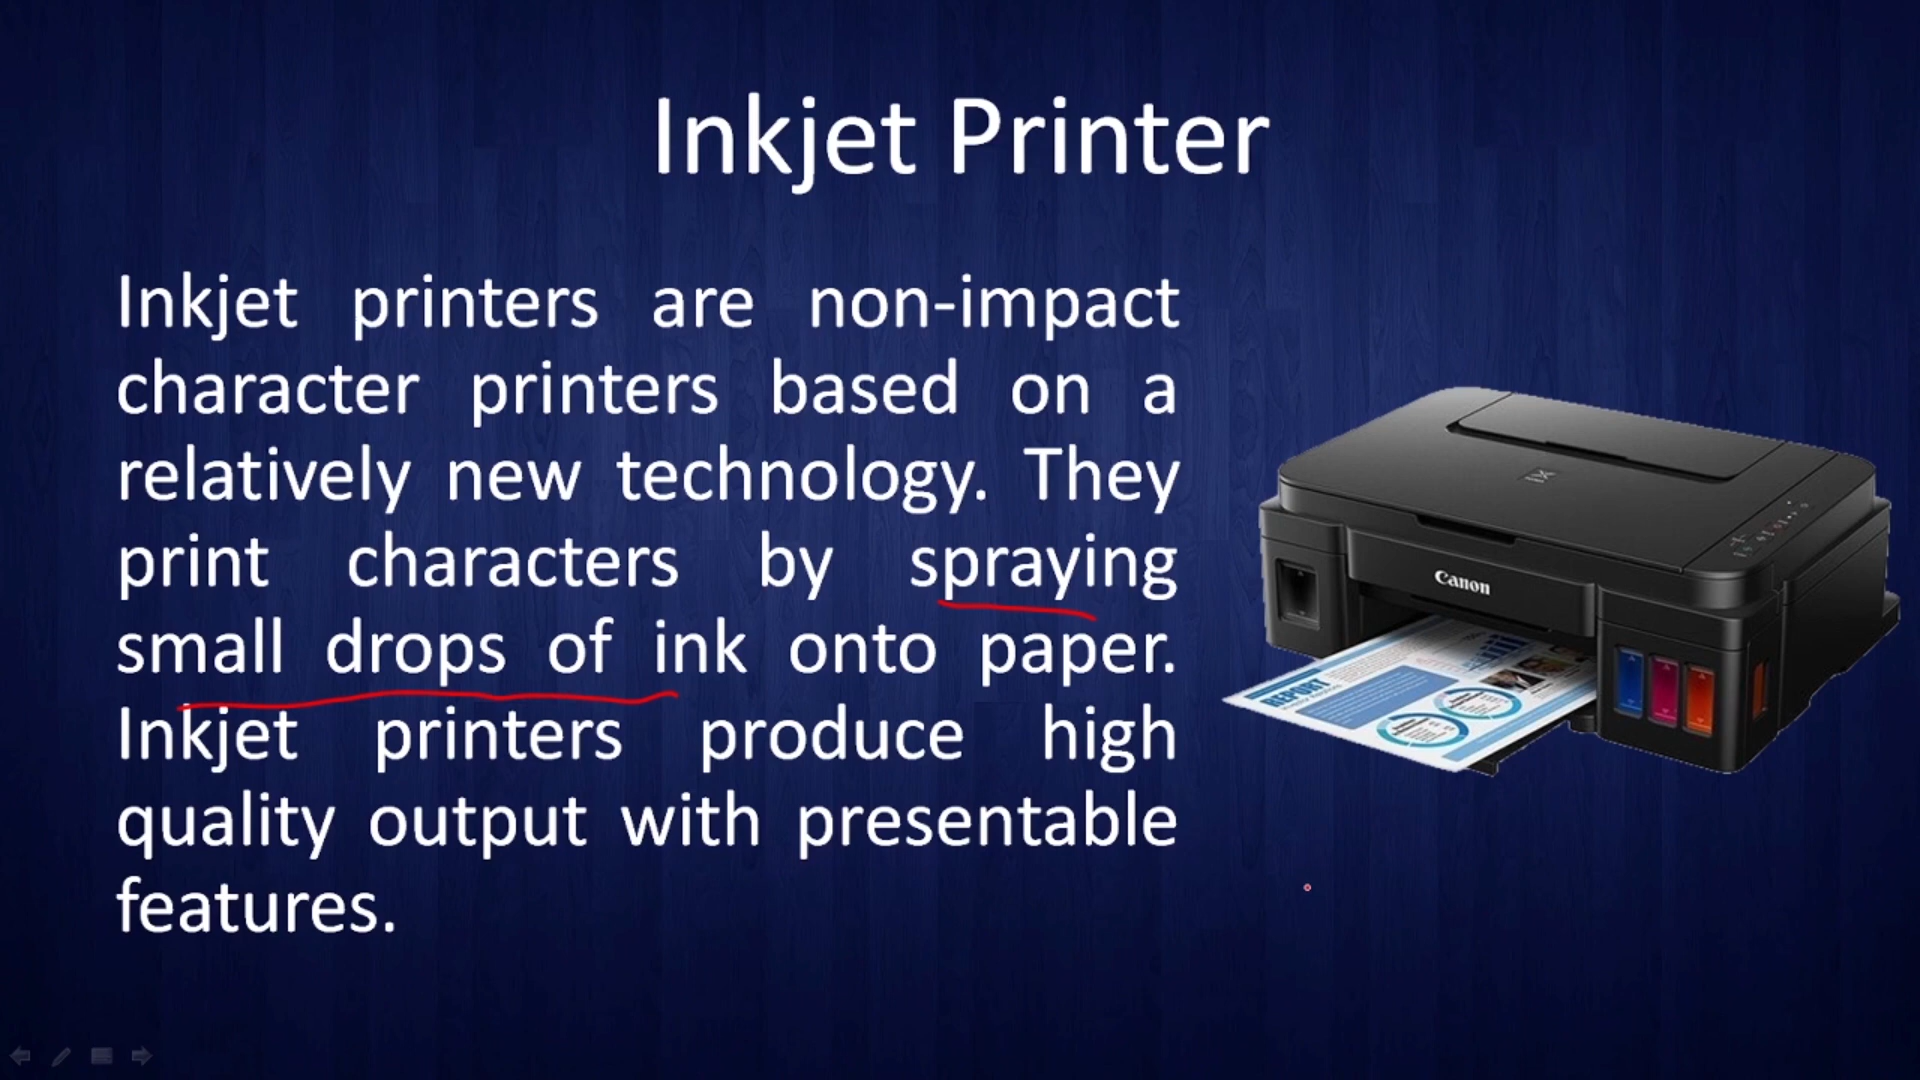 Inkjet Printer
Inkjet printers are non-impact
character printers based on a
relatively new technology. They
print characters by spraying
small drops of ink onto paper.
Inkjet printers produce high
quality output with presentable
features.
Canon
REPORT